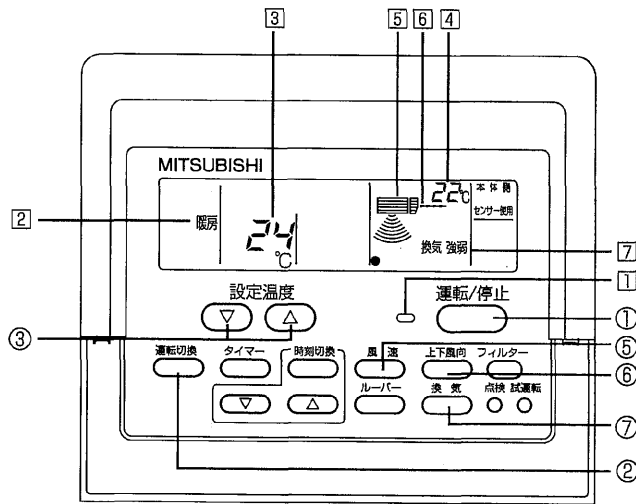 3 5 6 4
MITSUBISHI
2 暖房 24℃ 22℃ 本体側
センサー使用
換気 強弱 7
1
設定温度 運転/停止
▽ △ ①
③
運転切換 タイマー 時刻切換 風速 上下風向 フィルター ⑤
⑥
▽ △ ルーバー 換気 点検 試運転
⑦
②